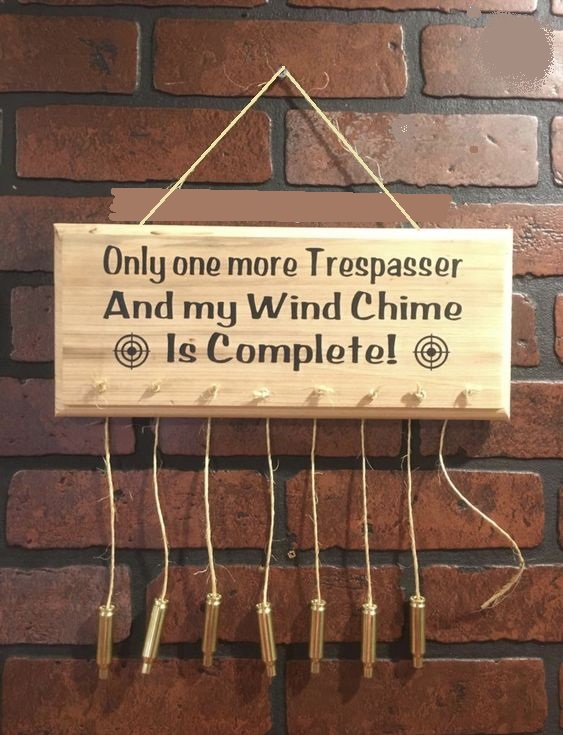 Only one more Trespasser
And my Wind Chime
Is Complete!